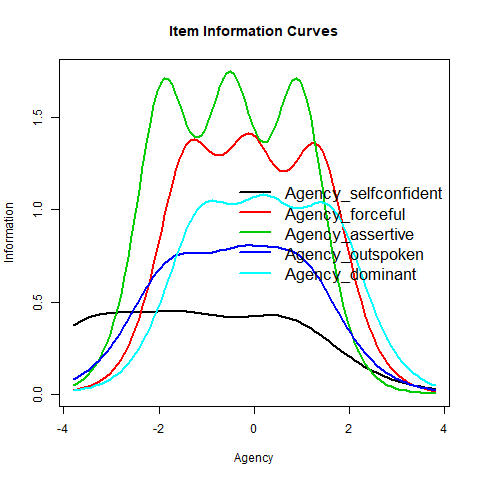 Item Information Curves
Information
1.5
1.0
0.5
0.0
Agency_selfconfident
Agency_forceful
Agency_assertive
Agency_outspoken
Agency_dominant
-4
-2
0
2
4
Agency